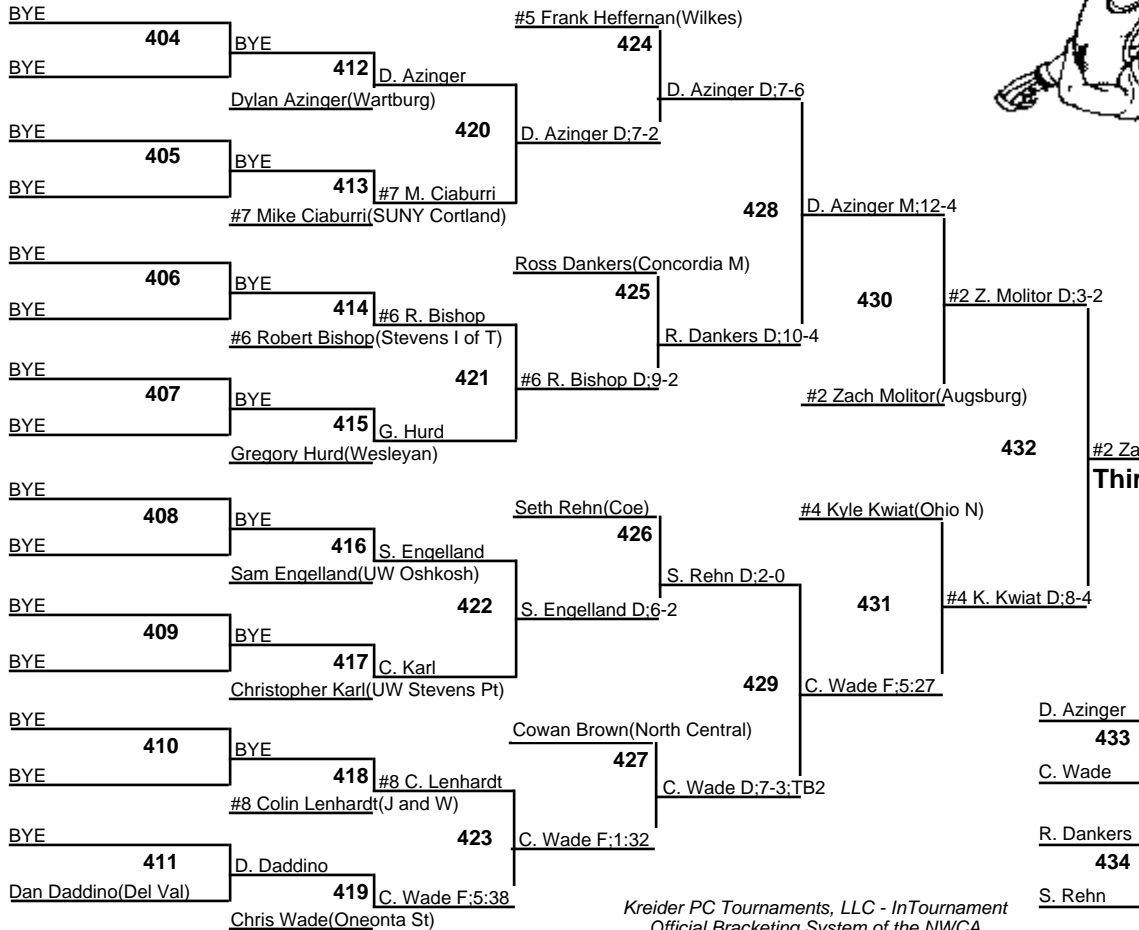 BYE
404
BYE
BYE
412
D. Azinger
Dylan Azinger(Wartburg)
BYE
405
BYE
BYE
413
#7 M. Ciaburri
#7 Mike Ciaburri(SUNY Cortland)
420
D. Azinger D;7-2
#5 Frank Heffernan(Wilkes)
424
D. Azinger D;7-6
BYE
406
BYE
BYE
414
#6 R. Bishop
#6 Robert Bishop(Stevens I of T)
BYE
407
BYE
BYE
415
G. Hurd
Gregory Hurd(Wesleyan)
421
#6 R. Bishop D;9-2
Ross Dankers(Concordia M)
425
R. Dankers D;10-4
428
D. Azinger M;12-4
430
#2 Z. Molitor D;3-2
#2 Zach Molitor(Augsburg)
BYE
408
BYE
BYE
416
S. Engelland
Sam Engelland(UW Oshkosh)
BYE
409
BYE
BYE
417
C. Karl
Christopher Karl(UW Stevens Pt)
422
S. Engelland D;6-2
Seth Rehn(Coe)
426
S. Rehn D;2-0
BYE
410
BYE
BYE
418
#8 C. Lenhardt
#8 Colin Lenhardt(J and W)
BYE
411
Dan Daddino(Del Val)
D. Daddino
419
C. Wade F;5:38
Chris Wade(Oneonta St)
423
C. Wade F;1:32
Cowan Brown(North Central)
427
C. Wade D;7-3;TB2
429
C. Wade F;5:27
#4 Kyle Kwiat(Ohio N)
431
#4 K. Kwiat D;8-4
432
#2 Za
Thir
D. Azinger
433
C. Wade
R. Dankers
434
S. Rehn
Kreider PC Tournaments, LLC - InTournament
Official Bracketing System of the NWCA